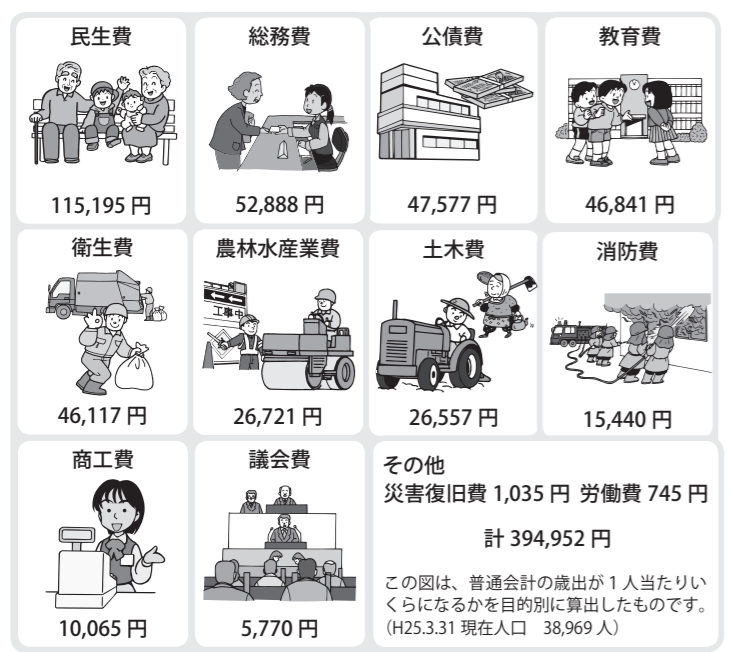 民生費
総務費
公債費
教育費
115,195 円
52,888 円
47,577 円
46,841 円
衛生費
農林水産業費
土木費
消防費
工事中
46,117 円
26,721 円
26,557 円
15,440 円
商工費
議会費
10,065 円
5,770 円
その他
災害復旧費 1,035 円 労働費 745 円
計 394,952 円
この図は、普通会計の歳出が 1 人当たりい
くらになるかを目的別に算出したものです。
（H25.3.31 現在人口　38,969 人）